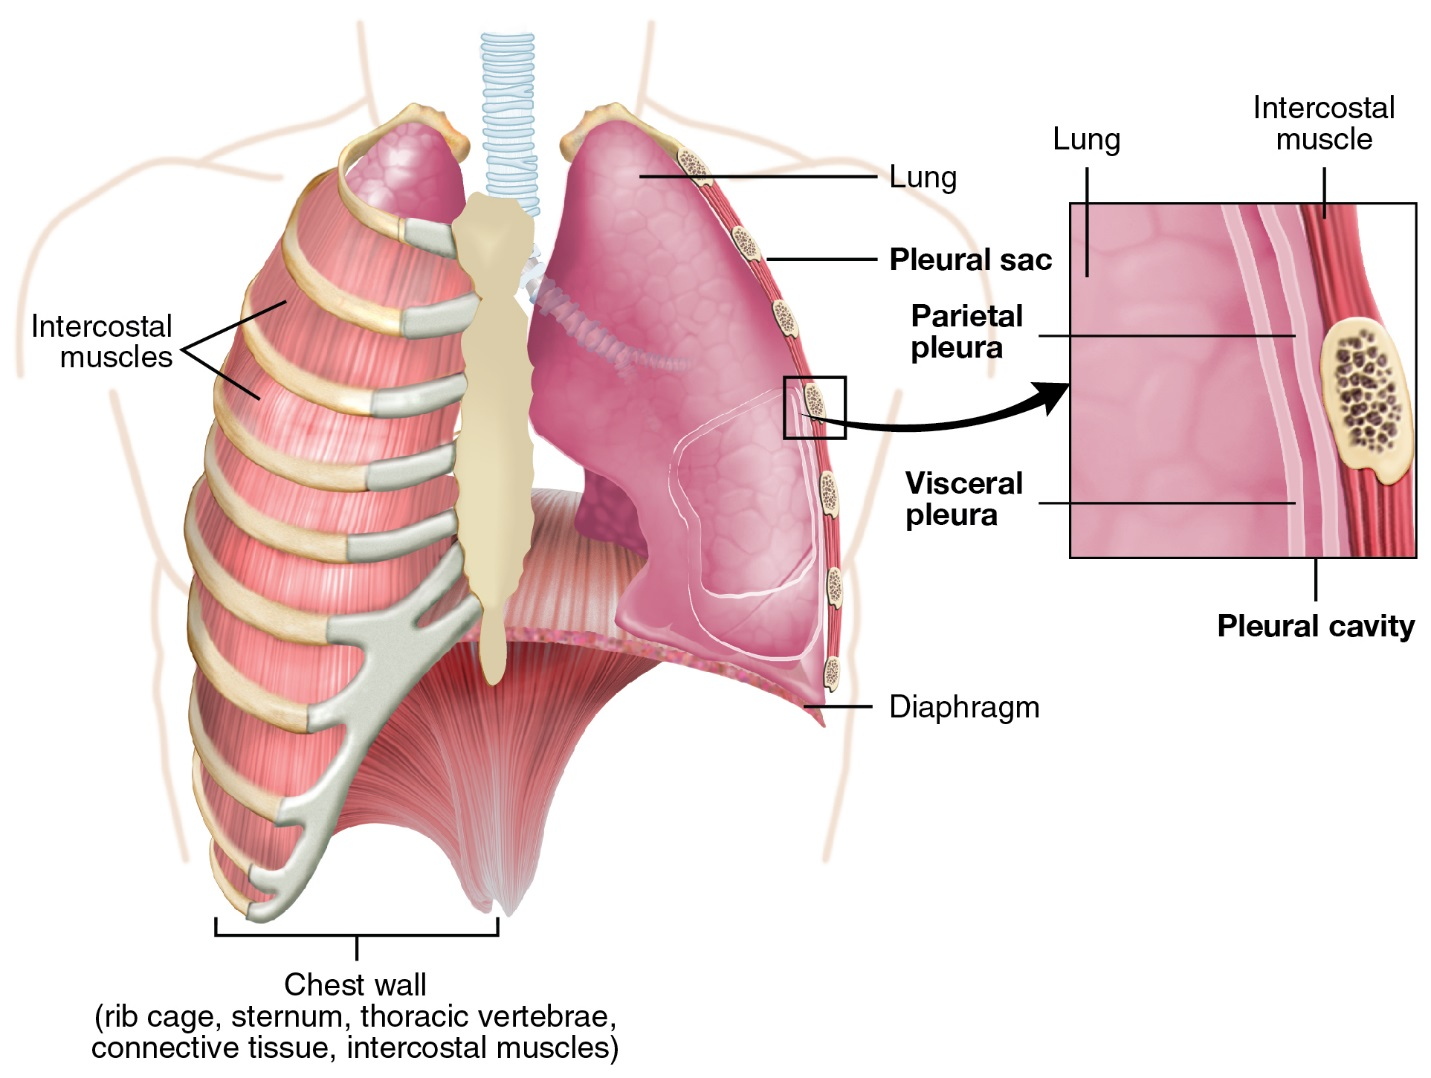 Intercostal
muscle
Lung
Lung
Pleural sac
Parietal
pleura
Intercostal
muscles
Visceral
pleura
Pleural cavity
Diaphragm
Chest wall
(rib cage, sternum, thoracic vertebrae,
connective tissue, intercostal muscles)